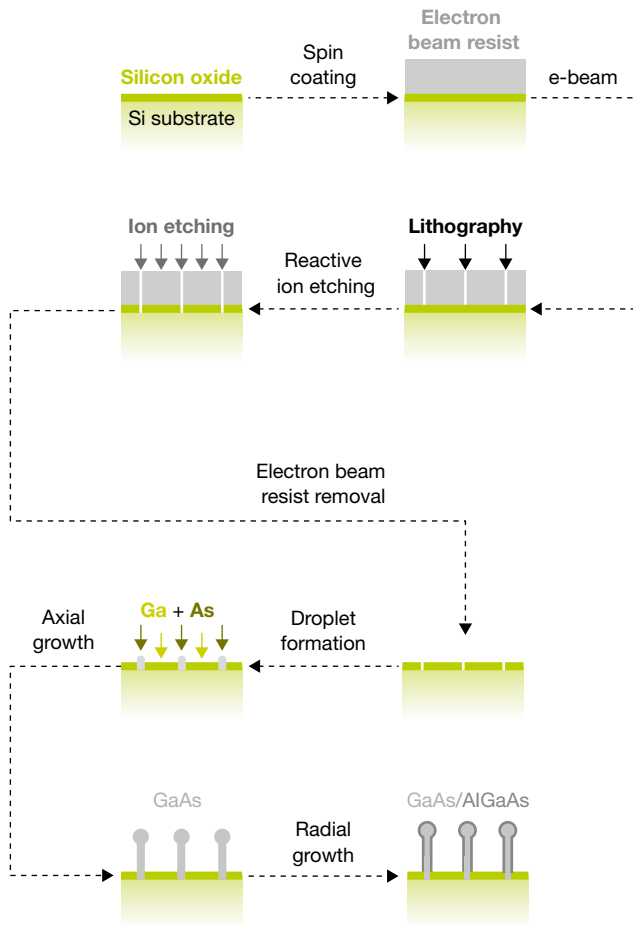 Silicon oxide
Si substrate
Spin
coating
Electron
beam resist
e-beam
Lithography
Reactive
ion etching
Ion etching
Electron beam
resist removal
Droplet
formation
Ga + As
Axial
growth
GaAs
Radial
growth
GaAs/AlGaAs